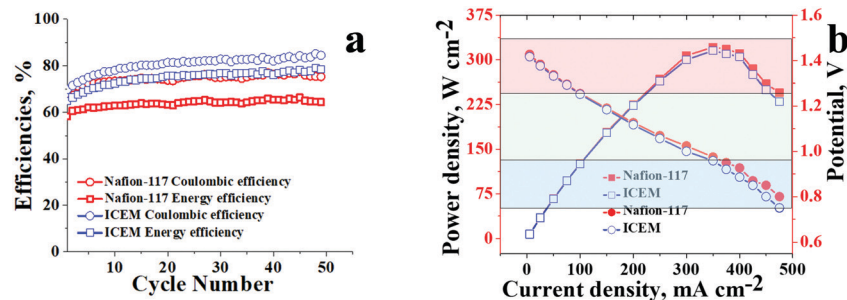 a
b
Efficiencies, %
100
80
60
40
20
0
Nafion-117 Coulombic efficiency
Nafion-117 Energy efficiency
ICEM Coulombic efficiency
ICEM Energy efficiency
10 20 30 40 50
Cycle Number
Power density, W cm-2
375
300
225
150
75
0
Nafion-117
ICEM
Nafion-117
ICEM
0 100 200 300 400 500
Current density, mA cm-2
Potential, V
1.6
1.4
1.2
1.0
0.8
0.6